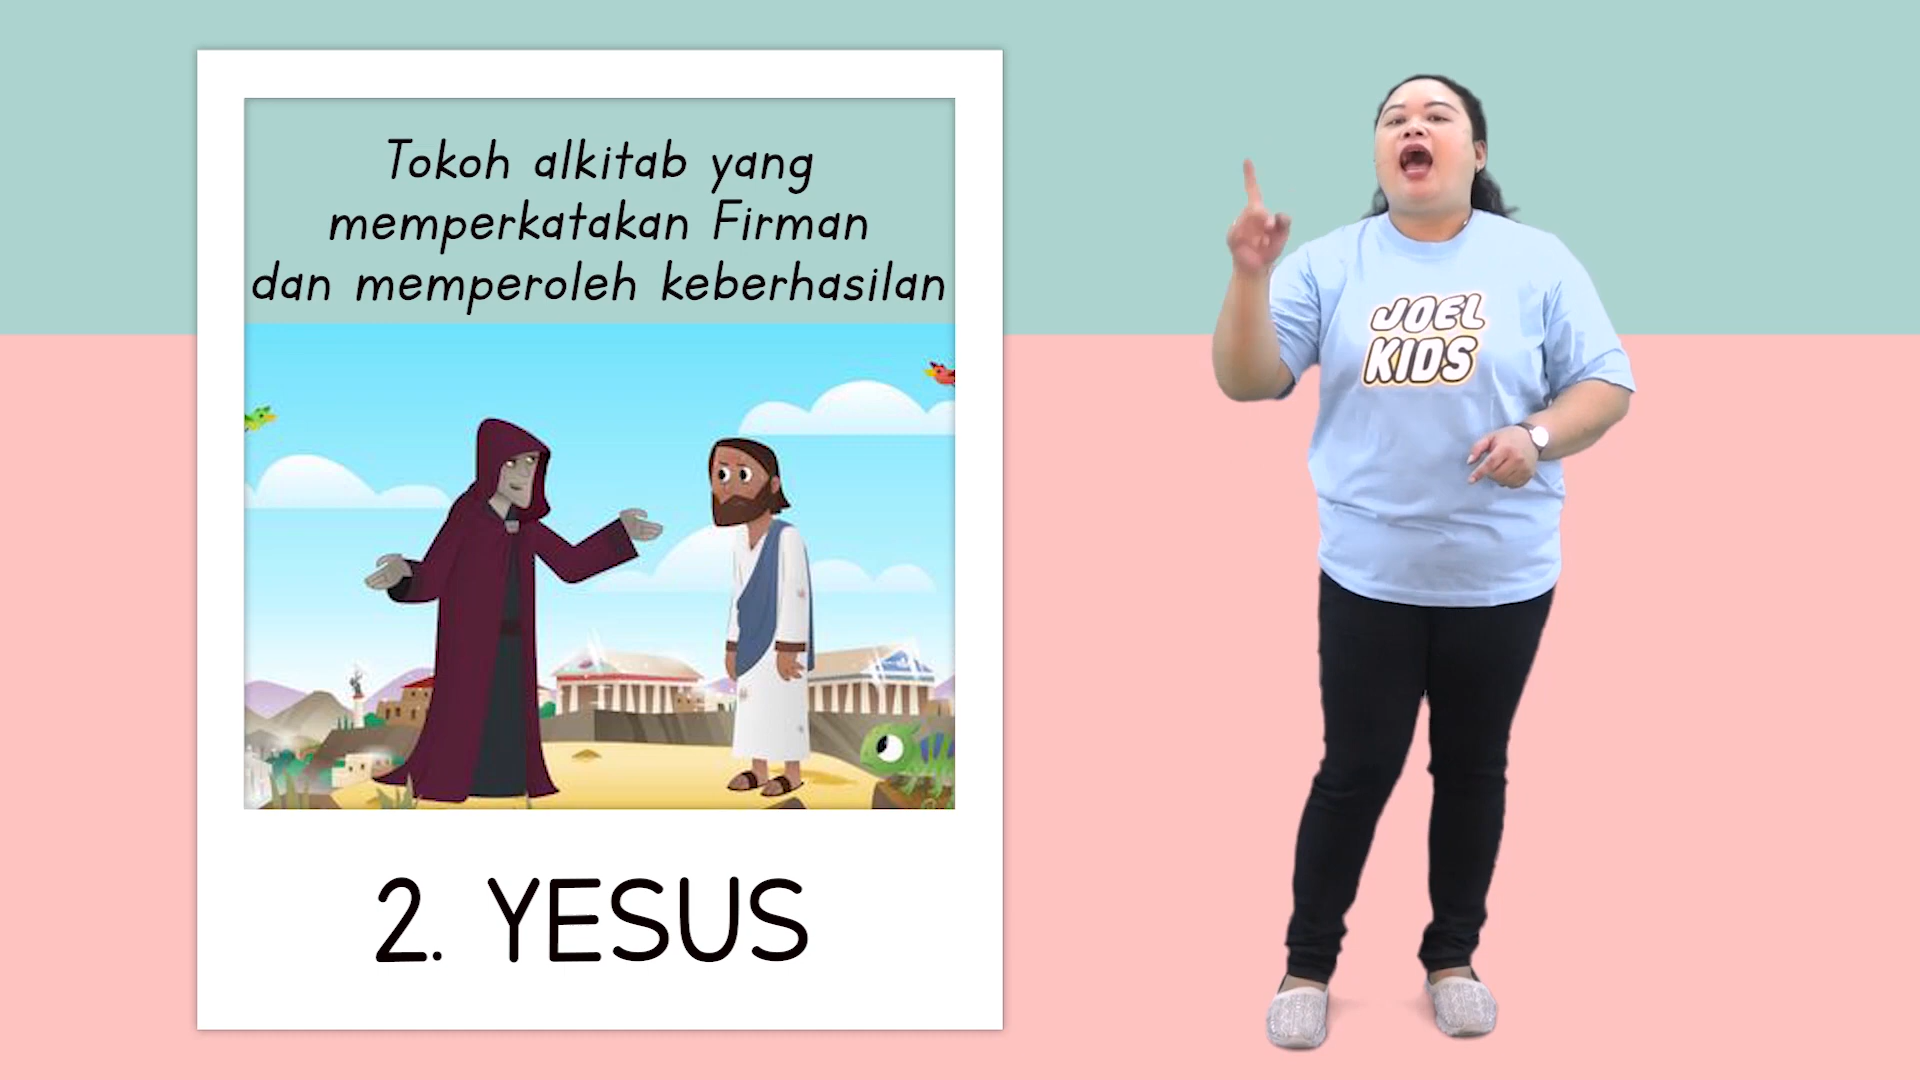 Tokoh alkitab yang
memperkatakan Firman
dan memperoleh keberhasilan
2. YESUS
JOEL
KIDS